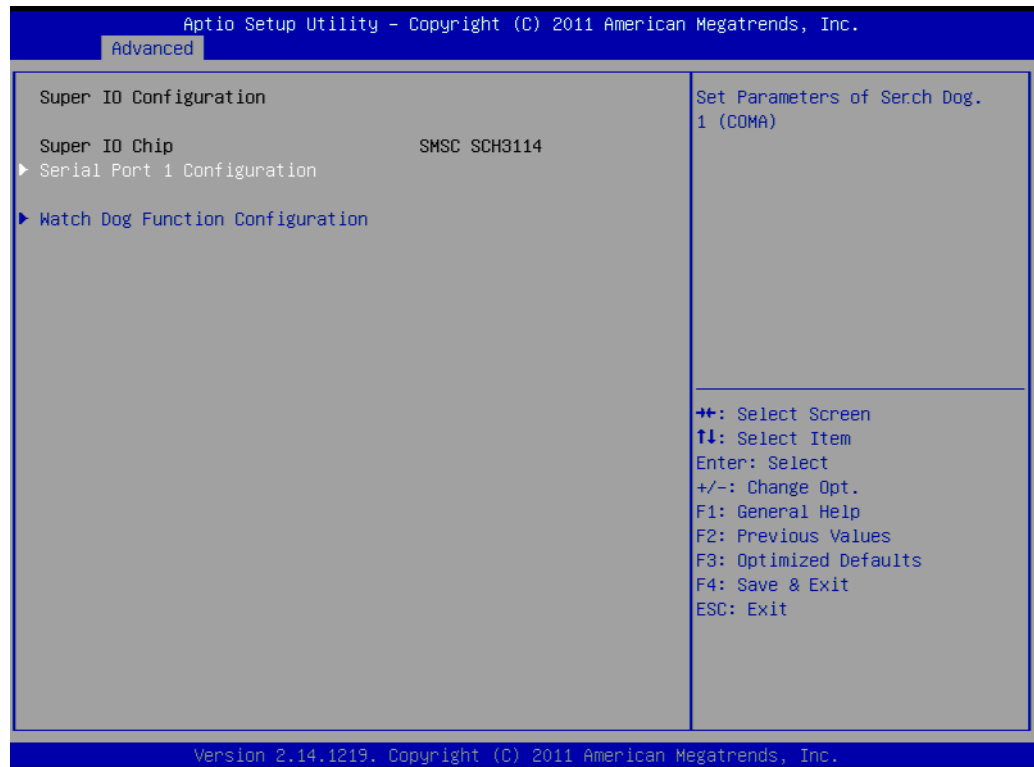 Aptio Setup Utility – Copyright (C) 2011 American Megatrends, Inc.
Advanced
Super IO Configuration
Super IO Chip SMSC SCH3114
▶ Serial Port 1 Configuration
▶ Watch Dog Function Configuration
Set Parameters of Serch Dog.
1 (COMA)
→←: Select Screen
↑↓: Select Item
Enter: Select
+/-: Change Opt.
F1: General Help
F2: Previous Values
F3: Optimized Defaults
F4: Save & Exit
ESC: Exit
Version 2.14.1219. Copyright (C) 2011 American Megatrends, Inc.